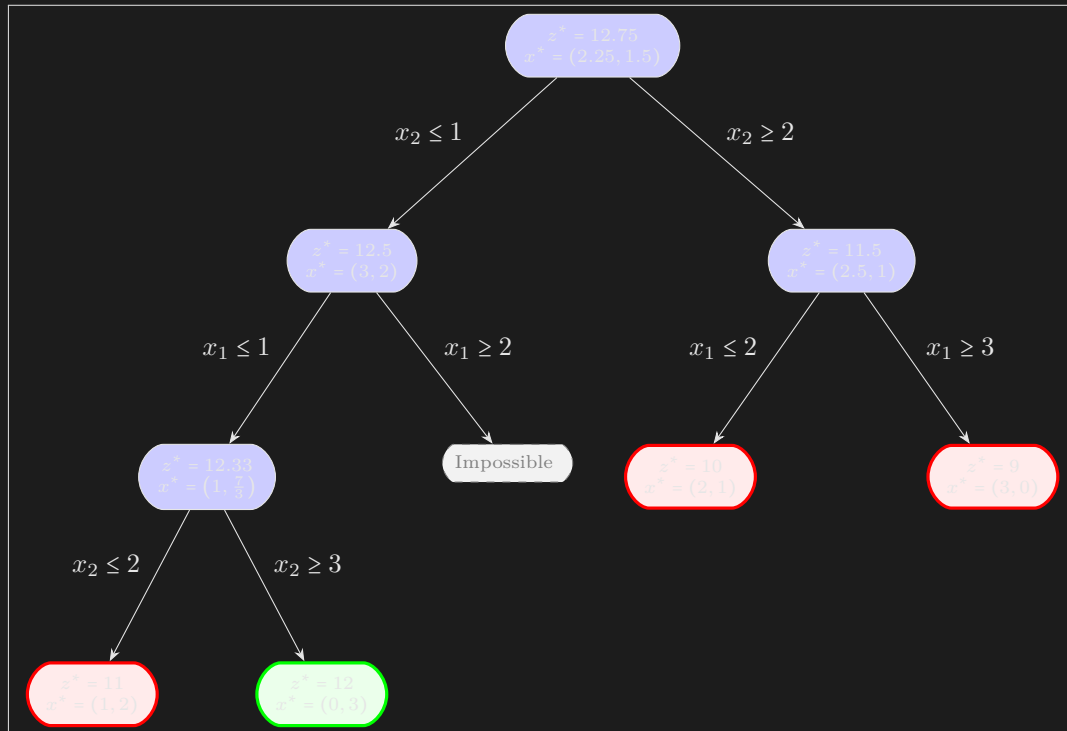 z* = 12.75
x* = (2.25, 1.5)
x₂ ≤ 1
x₂ ≥ 2
z* = 12.5
x* = (3, 2)
z* = 11.5
x* = (2.5, 1)
x₁ ≤ 1
x₁ ≥ 2
x₁ ≤ 2
x₁ ≥ 3
z* = 12.33
x* = (1, 7/3)
Impossible
z* = 10
x* = (2, 1)
z* = 9
x* = (3, 0)
x₂ ≤ 2
x₂ ≥ 3
z* = 11
x* = (1, 2)
z* = 12
x* = (0, 3)